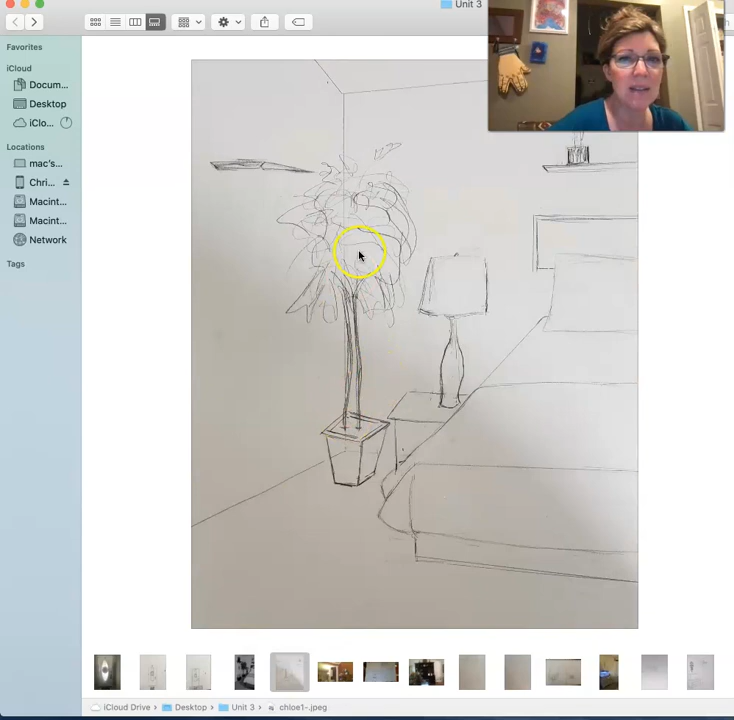 Unit 3
Favorites
iCloud
Docum...
Desktop
iClo...
Locations
mac's...
Chri...
Macint...
Macint...
Network
Tags
iCloud Drive > Desktop > Unit 3 > chloe1-.jpeg